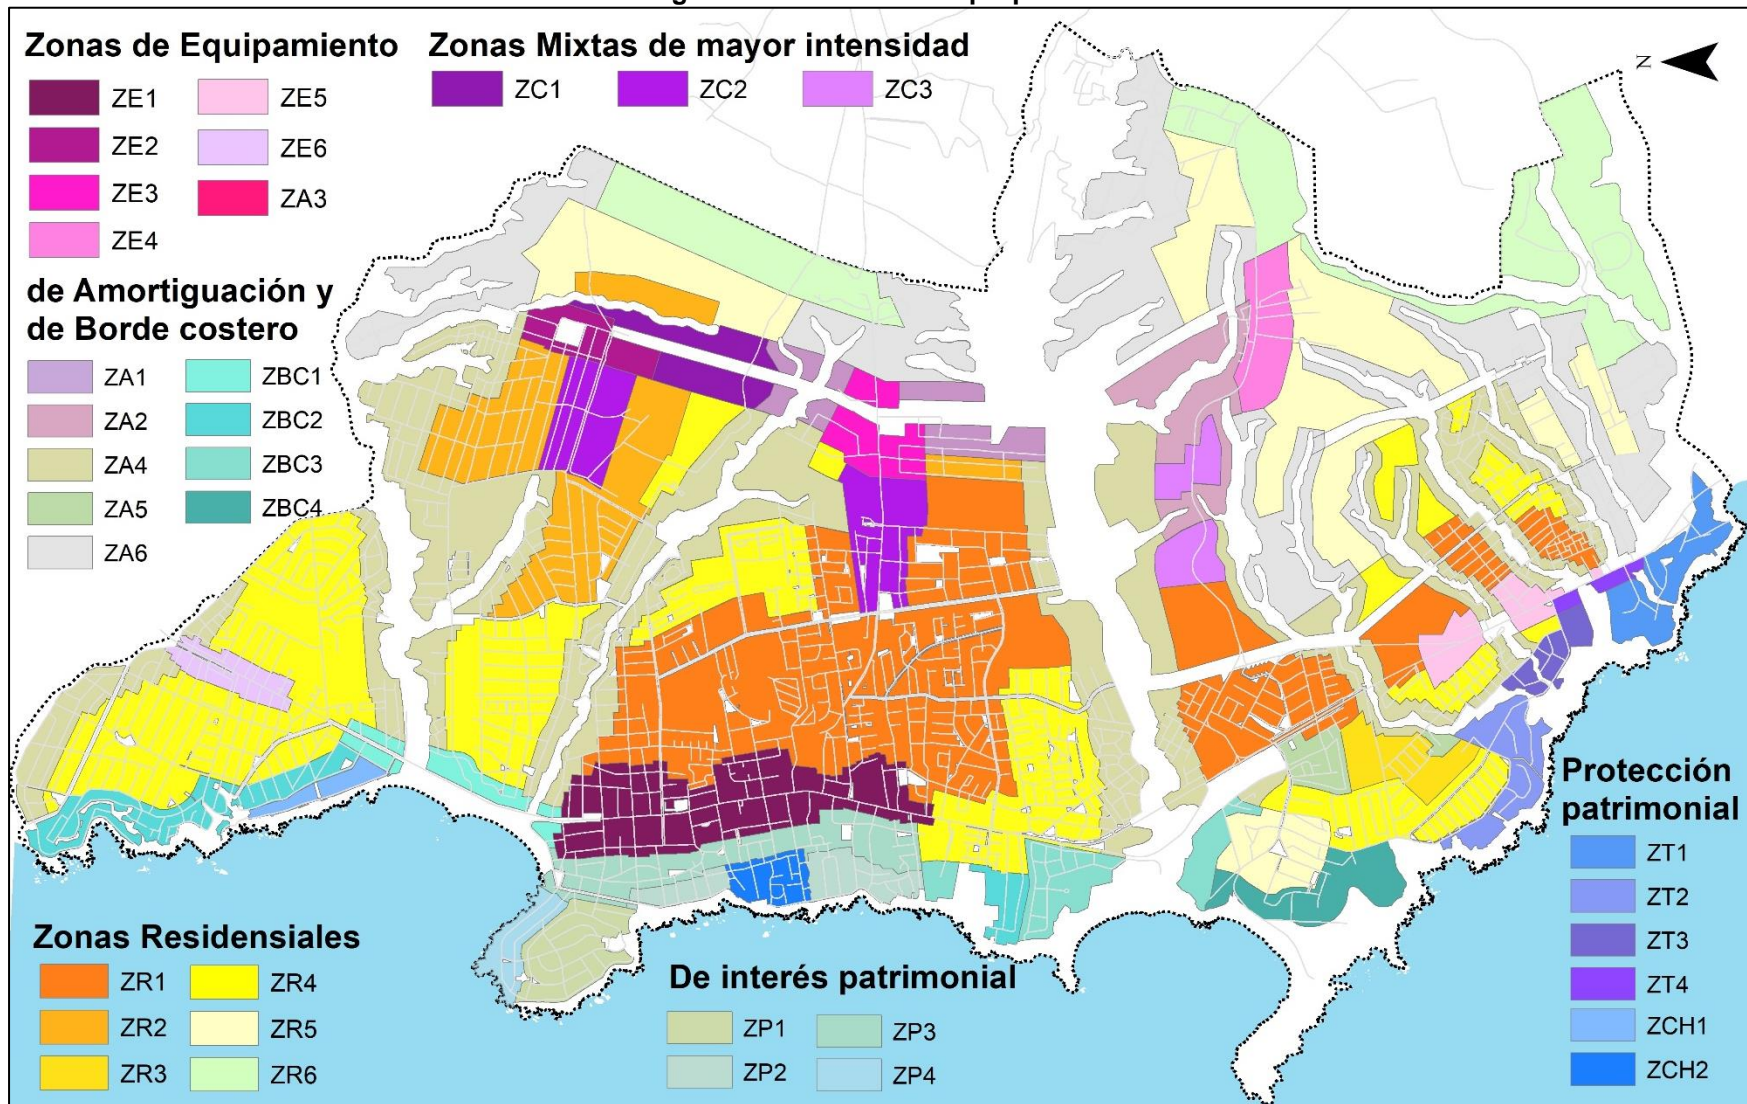 Zonas de Equipamiento
ZE1
ZE2
ZE3
ZE4
ZE5
ZE6
ZA3
Zonas Mixtas de mayor intensidad
ZC1
ZC2
ZC3
N
de Amortiguación y
de Borde costero
ZA1
ZA2
ZA4
ZA5
ZA6
ZBC1
ZBC2
ZBC3
ZBC4
Zonas Residensiales
ZR1
ZR2
ZR3
ZR4
ZR5
ZR6
De interés patrimonial
ZP1
ZP2
ZP3
ZP4
Protección
patrimonial
ZT1
ZT2
ZT3
ZT4
ZCH1
ZCH2